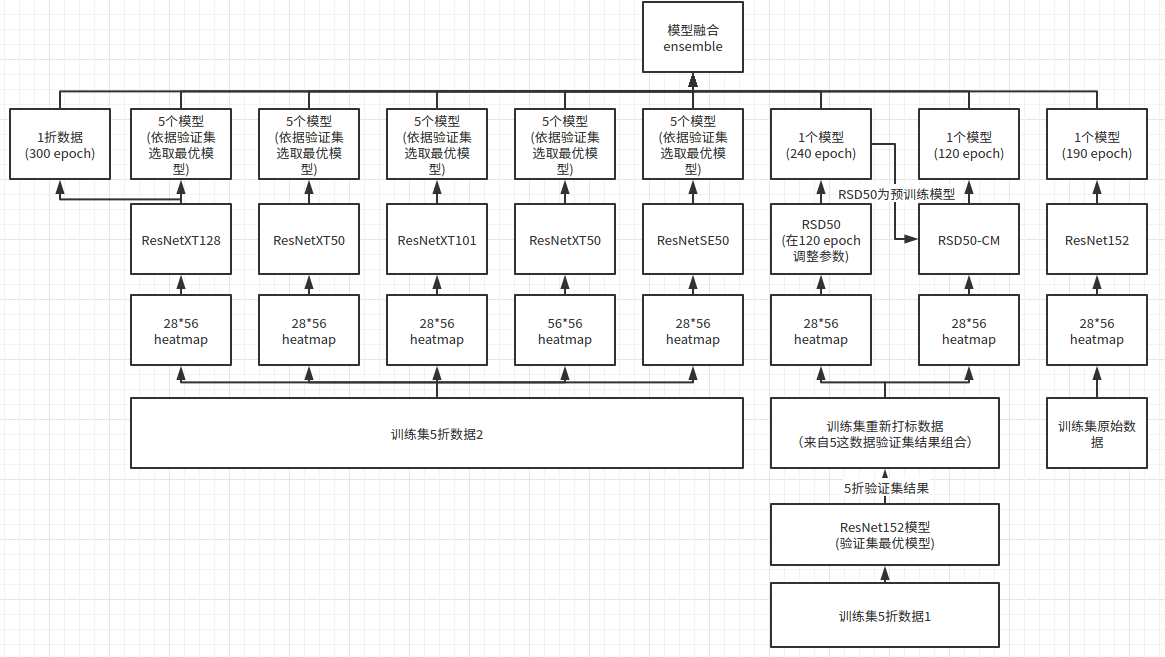 模型融合
ensemble
1折数据
(300 epoch)
5个模型
(依据验证集
选取最优模
型)
5个模型
(依据验证集
选取最优模
型)
5个模型
(依据验证集
选取最优模
型)
5个模型
(依据验证集
选取最优模
型)
5个模型
(依据验证集
选取最优模
型)
1个模型
(240 epoch)
1个模型
(120 epoch)
1个模型
(190 epoch)
RSD50为预训练模型
ResNetXT128
ResNetXT50
ResNetXT101
ResNetXT50
ResNetSE50
RSD50
(在120 epoch
调整参数)
RSD50-CM
ResNet152
28*56
heatmap
28*56
heatmap
28*56
heatmap
56*56
heatmap
28*56
heatmap
28*56
heatmap
28*56
heatmap
28*56
heatmap
训练集5折数据2
训练集重新打标数据
（来自5这数据验证集结果组合）
训练集原始数
据
5折验证集结果
ResNet152模型
(验证集最优模型)
训练集5折数据1